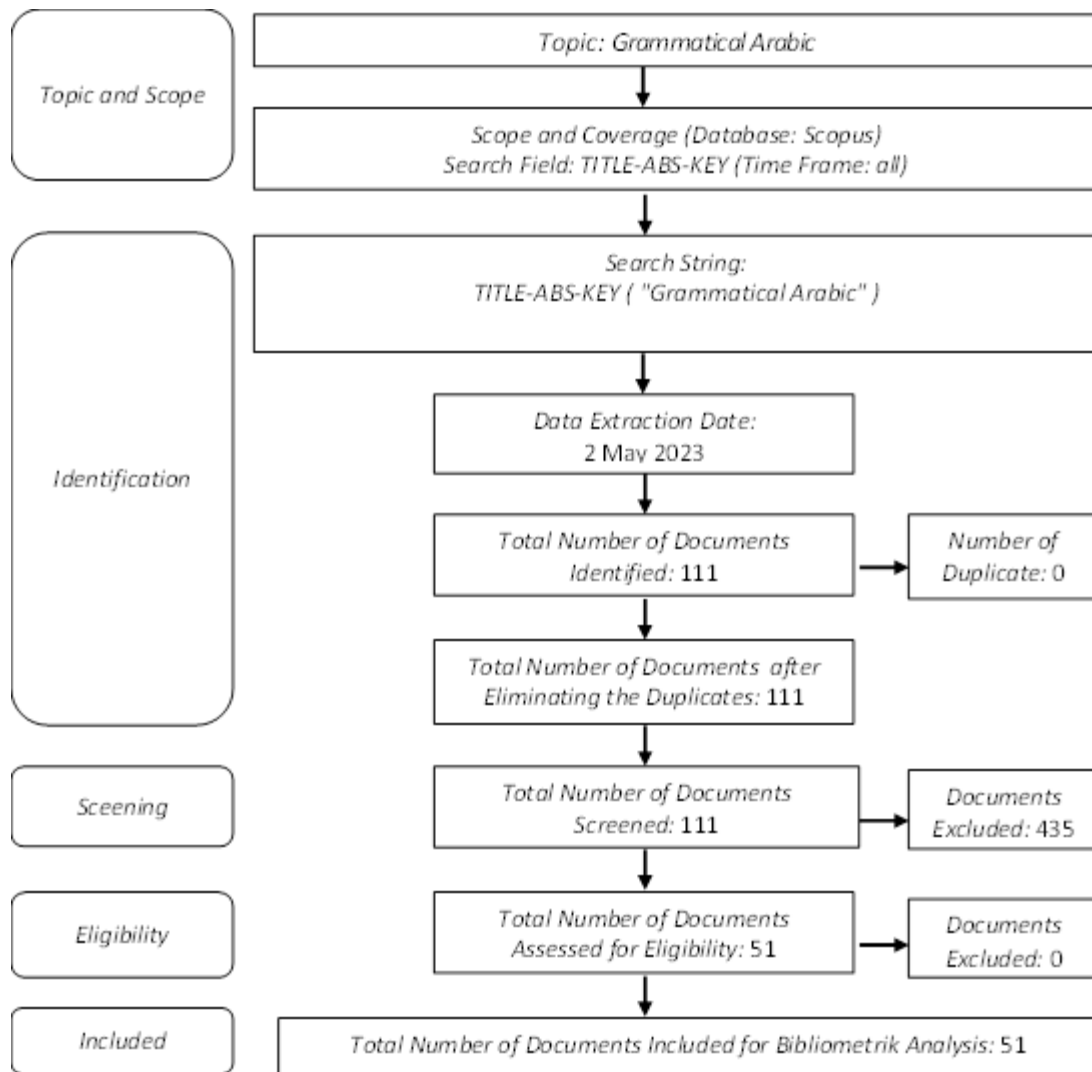 Topic: Grammatical Arabic
Topic and Scope
Scope and Coverage (Database: Scopus)
Search Field: TITLE-ABS-KEY (Time Frame: all)
Search String:
TITLE-ABS-KEY ( "Grammatical Arabic" )
Identification
Data Extraction Date:
2 May 2023
Total Number of Documents
Identified: 111
Number of
Duplicate: 0
Total Number of Documents after
Eliminating the Duplicates: 111
Sceening
Total Number of Documents
Screened: 111
Documents
Excluded: 435
Eligibility
Total Number of Documents
Assessed for Eligibility: 51
Documents
Excluded: 0
Included
Total Number of Documents Included for Bibliometrik Analysis: 51